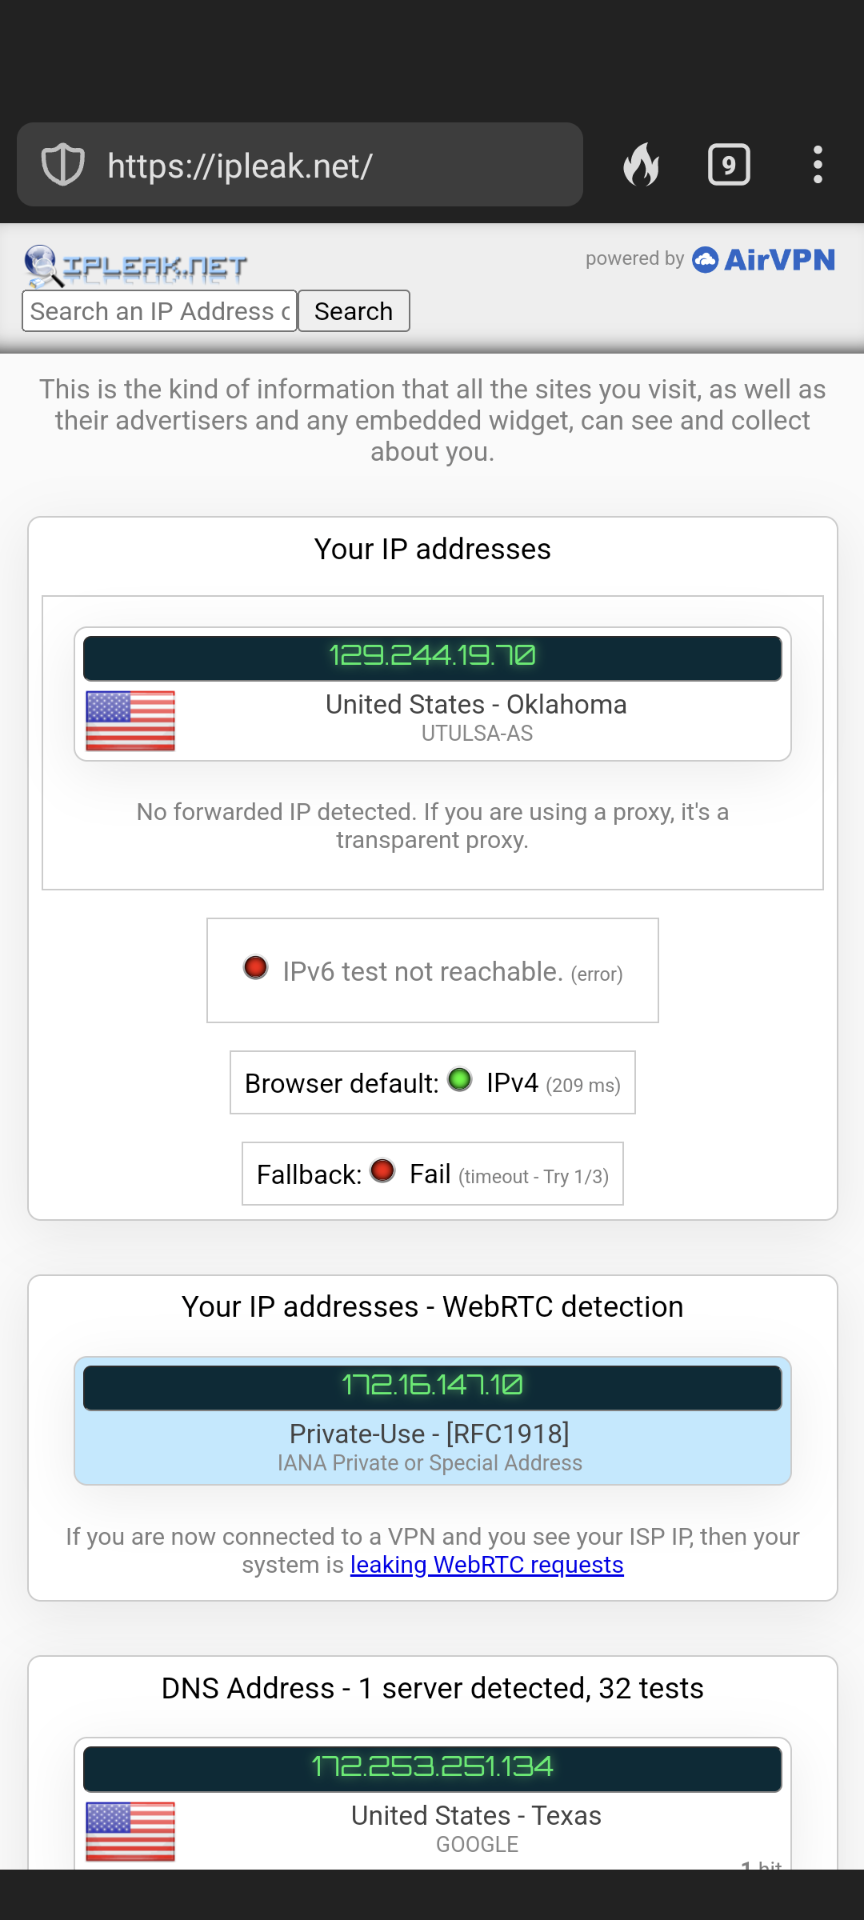 https://ipleak.net/
9
IPLEAK.NET
powered by AirVPN
Search an IP Address o
Search
This is the kind of information that all the sites you visit, as well as
their advertisers and any embedded widget, can see and collect
about you.
Your IP addresses
129.244.19.70
United States - Oklahoma
UTULSA-AS
No forwarded IP detected. If you are using a proxy, it's a
transparent proxy.
IPv6 test not reachable. (error)
Browser default: IPv4 (209 ms)
Fallback: Fail (timeout - Try 1/3)
Your IP addresses - WebRTC detection
172.16.147.10
Private-Use - [RFC1918]
IANA Private or Special Address
If you are now connected to a VPN and you see your ISP IP, then your
system is leaking WebRTC requests
DNS Address - 1 server detected, 32 tests
172.253.251.134
United States - Texas
GOOGLE
1 hit